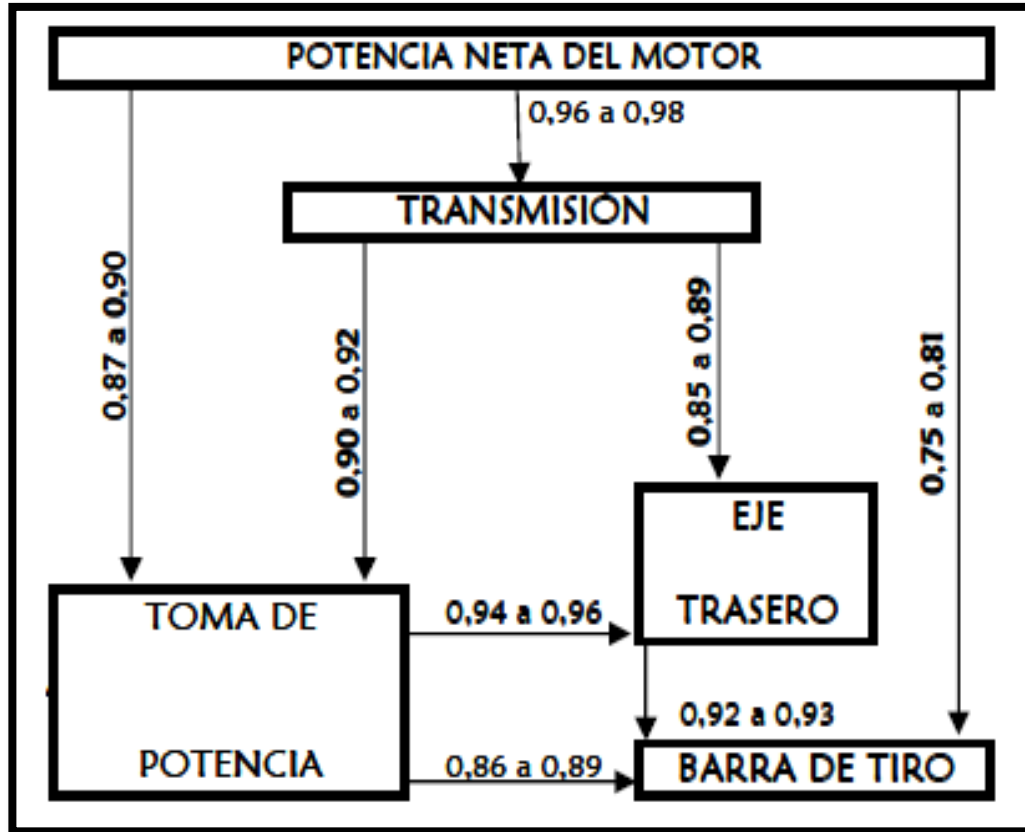 POTENCIA NETA DEL MOTOR
0,96 a 0,98
TRANSMISIÓN
0,87 a 0,90
0,90 a 0,92
0,85 a 0,89
0,75 a 0,81
EJE
TRASERO
TOMA DE
POTENCIA
0,94 a 0,96
0,92 a 0,93
0,86 a 0,89
BARRA DE TIRO